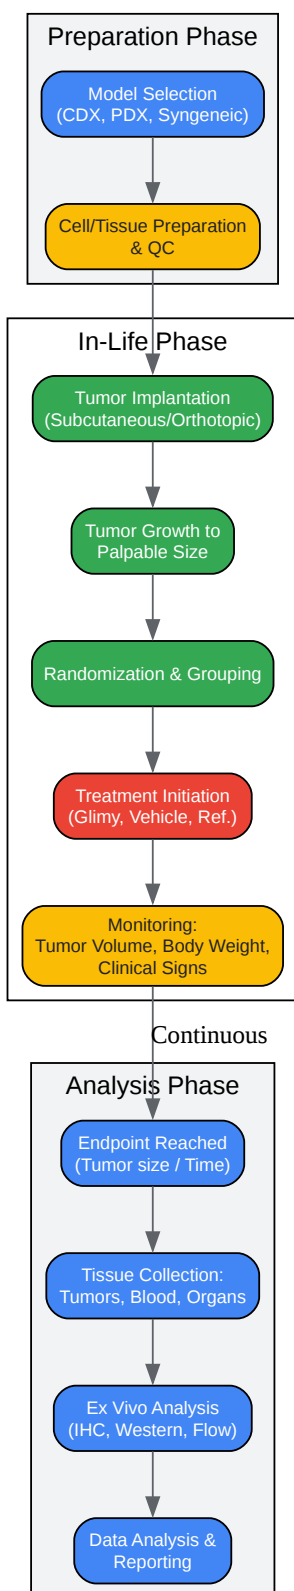 Preparation Phase
Model Selection
(CDX, PDX, Syngeneic)
Cell/Tissue Preparation
& QC
In-Life Phase
Tumor Implantation
(Subcutaneous/Orthotopic)
Tumor Growth to
Palpable Size
Randomization & Grouping
Treatment Initiation
(Glimy, Vehicle, Ref.)
Monitoring:
Tumor Volume, Body Weight,
Clinical Signs
Continuous
Analysis Phase
Endpoint Reached
(Tumor size / Time)
Tissue Collection:
Tumors, Blood, Organs
Ex Vivo Analysis
(IHC, Western, Flow)
Data Analysis &
Reporting